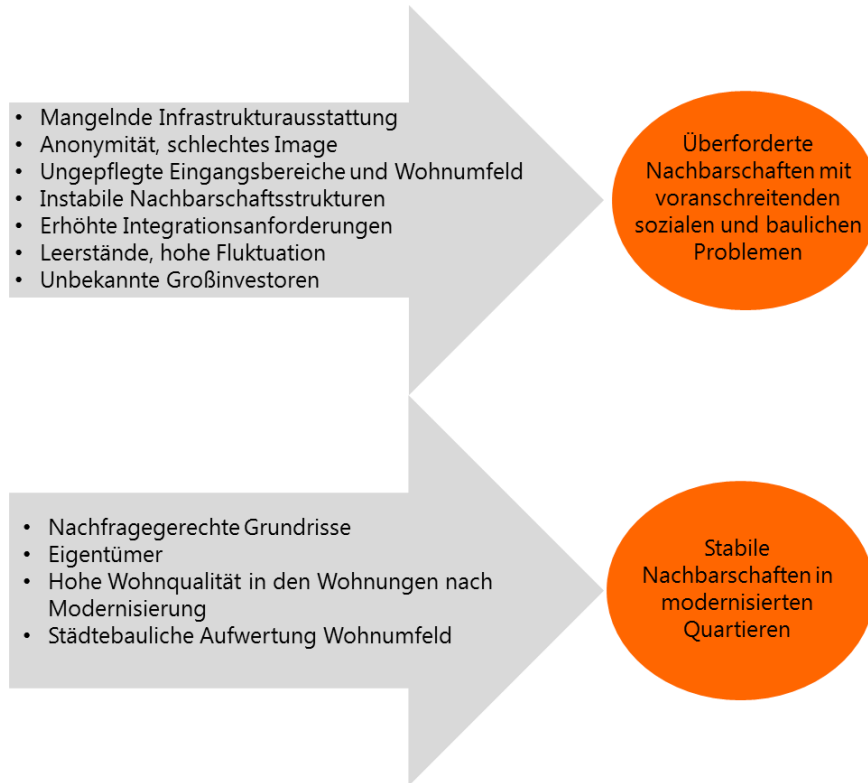 • Mangelnde Infrastrukturausstattung
• Anonymität, schlechtes Image
• Ungepflegte Eingangsbereiche und Wohnumfeld
• Instabile Nachbarschaftsstrukturen
• Erhöhte Integrationsanforderungen
• Leerstände, hohe Fluktuation
• Unbekannte Großinvestoren
Überforderte
Nachbarschaften mit
voranschreitenden
sozialen und baulichen
Problemen
• Nachfragegerechte Grundrisse
• Eigentümer
• Hohe Wohnqualität in den Wohnungen nach
Modernisierung
• Städtebauliche Aufwertung Wohnumfeld
Stabile
Nachbarschaften in
modernisierten
Quartieren